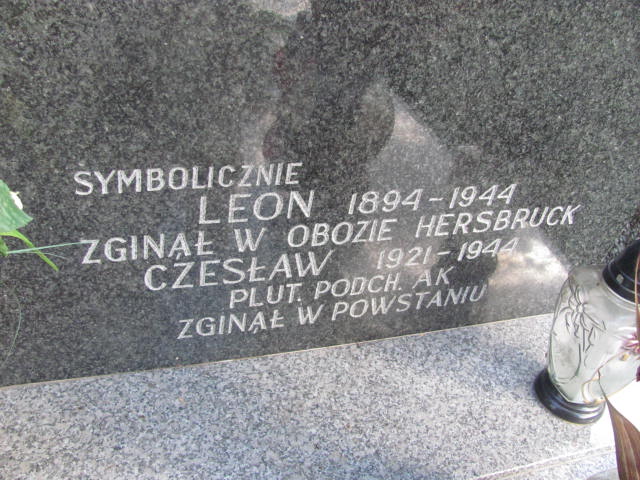 SYMBOLICZNIE
LEON 1894-1944
ZGINĄŁ W OBOZIE HERSBRUCK
CZESŁAW 1921-1944
PLUT. PODCH. AK
ZGINĄŁ W POWSTANIU